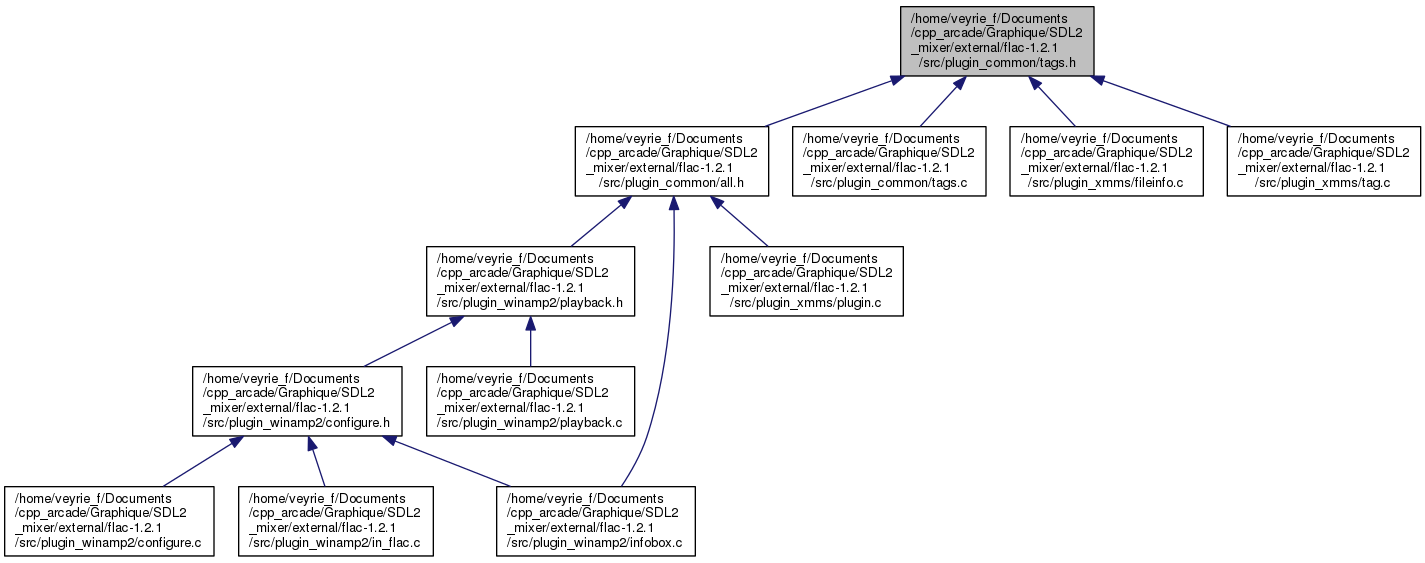 /home/veyrie_f/Documents
/cpp_arcade/Graphique/SDL2
_mixer/external/flac-1.2.1
/src/plugin_common/tags.h
/home/veyrie_f/Documents
/cpp_arcade/Graphique/SDL2
_mixer/external/flac-1.2.1
/src/plugin_common/all.h
/home/veyrie_f/Documents
/cpp_arcade/Graphique/SDL2
_mixer/external/flac-1.2.1
/src/plugin_common/tags.c
/home/veyrie_f/Documents
/cpp_arcade/Graphique/SDL2
_mixer/external/flac-1.2.1
/src/plugin_xmms/fileinfo.c
/home/veyrie_f/Documents
/cpp_arcade/Graphique/SDL2
_mixer/external/flac-1.2.1
/src/plugin_xmms/tag.c
/home/veyrie_f/Documents
/cpp_arcade/Graphique/SDL2
_mixer/external/flac-1.2.1
/src/plugin_winamp2/playback.h
/home/veyrie_f/Documents
/cpp_arcade/Graphique/SDL2
_mixer/external/flac-1.2.1
/src/plugin_xmms/plugin.c
/home/veyrie_f/Documents
/cpp_arcade/Graphique/SDL2
_mixer/external/flac-1.2.1
/src/plugin_winamp2/configure.h
/home/veyrie_f/Documents
/cpp_arcade/Graphique/SDL2
_mixer/external/flac-1.2.1
/src/plugin_winamp2/playback.c
/home/veyrie_f/Documents
/cpp_arcade/Graphique/SDL2
_mixer/external/flac-1.2.1
/src/plugin_winamp2/configure.c
/home/veyrie_f/Documents
/cpp_arcade/Graphique/SDL2
_mixer/external/flac-1.2.1
/src/plugin_winamp2/in_flac.c
/home/veyrie_f/Documents
/cpp_arcade/Graphique/SDL2
_mixer/external/flac-1.2.1
/src/plugin_winamp2/infobox.c